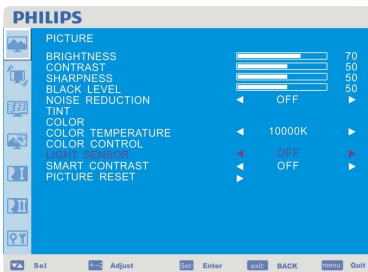 PHILIPS
PICTURE
BRIGHTNESS 70
CONTRAST 50
SHARPNESS 50
BLACK LEVEL 50
NOISE REDUCTION OFF
TINT
COLOR
COLOR TEMPERATURE 10000K
COLOR CONTROL
LIGHT SENSOR OFF
SMART CONTRAST OFF
PICTURE RESET
Sel +-: Adjust Set: Enter exit: BACK menu: Quit